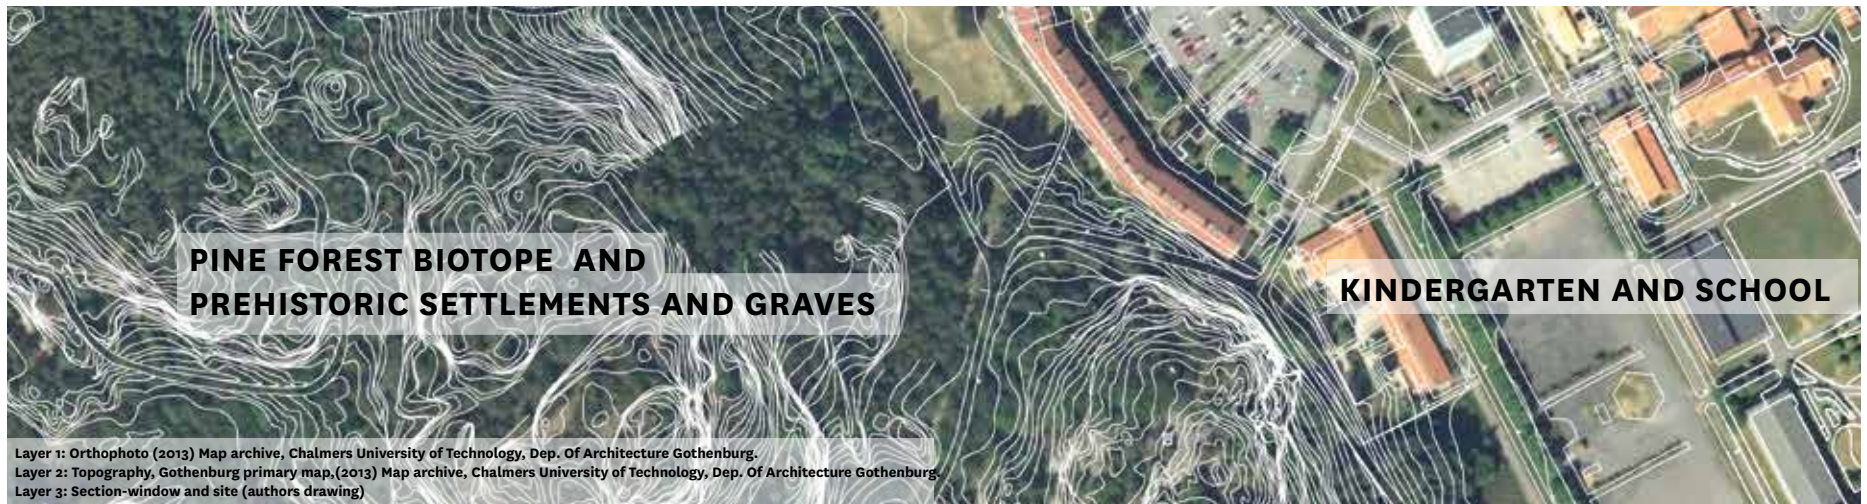 PINE FOREST BIOTOPE AND
PREHISTORIC SETTLEMENTS AND GRAVES
KINDERGARTEN AND SCHOOL
Layer 1: Orthophoto (2013) Map archive, Chalmers University of Technology, Dep. Of Architecture Gothenburg.
Layer 2: Topography, Gothenburg primary map,(2013) Map archive, Chalmers University of Technology, Dep. Of Architecture Gothenburg.
Layer 3: Section-window and site (authors drawing)